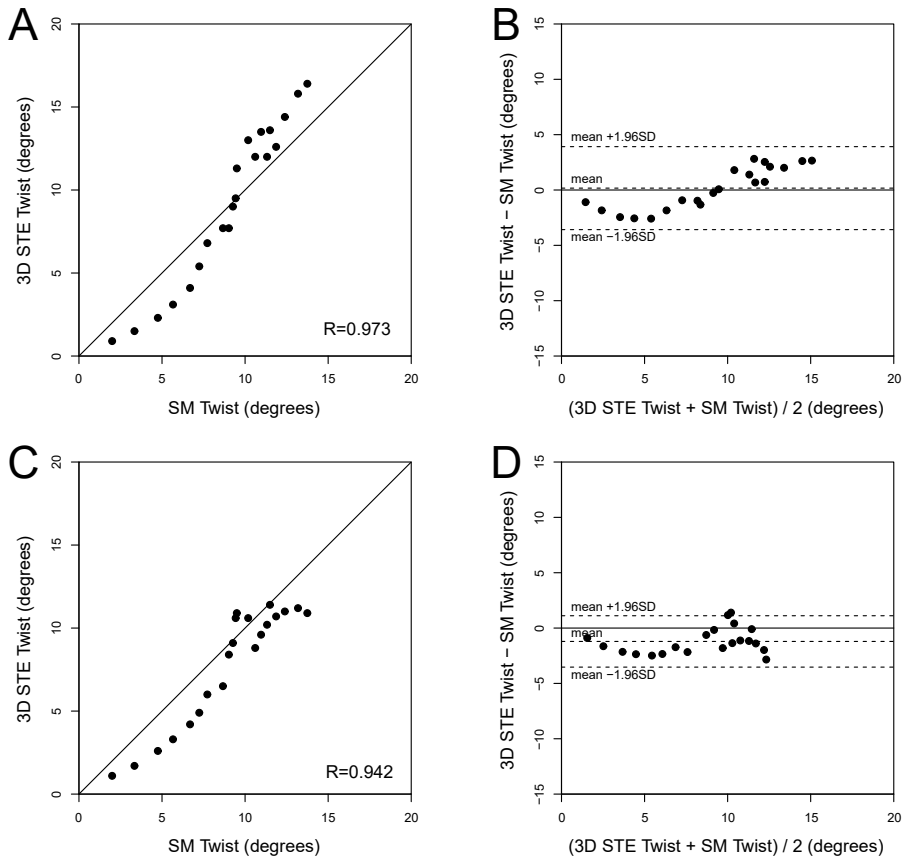 A
3D STE Twist (degrees)
20
15
10
5
0
R=0.973
0 5 10 15 20
SM Twist (degrees)
B
3D STE Twist − SM Twist (degrees)
15
10
5
0
−5
−10
−15
mean +1.96SD
mean
mean −1.96SD
0 5 10 15 20
(3D STE Twist + SM Twist) / 2 (degrees)
C
3D STE Twist (degrees)
20
15
10
5
0
R=0.942
0 5 10 15 20
SM Twist (degrees)
D
3D STE Twist − SM Twist (degrees)
15
10
5
0
−5
−10
−15
mean +1.96SD
mean
mean −1.96SD
0 5 10 15 20
(3D STE Twist + SM Twist) / 2 (degrees)